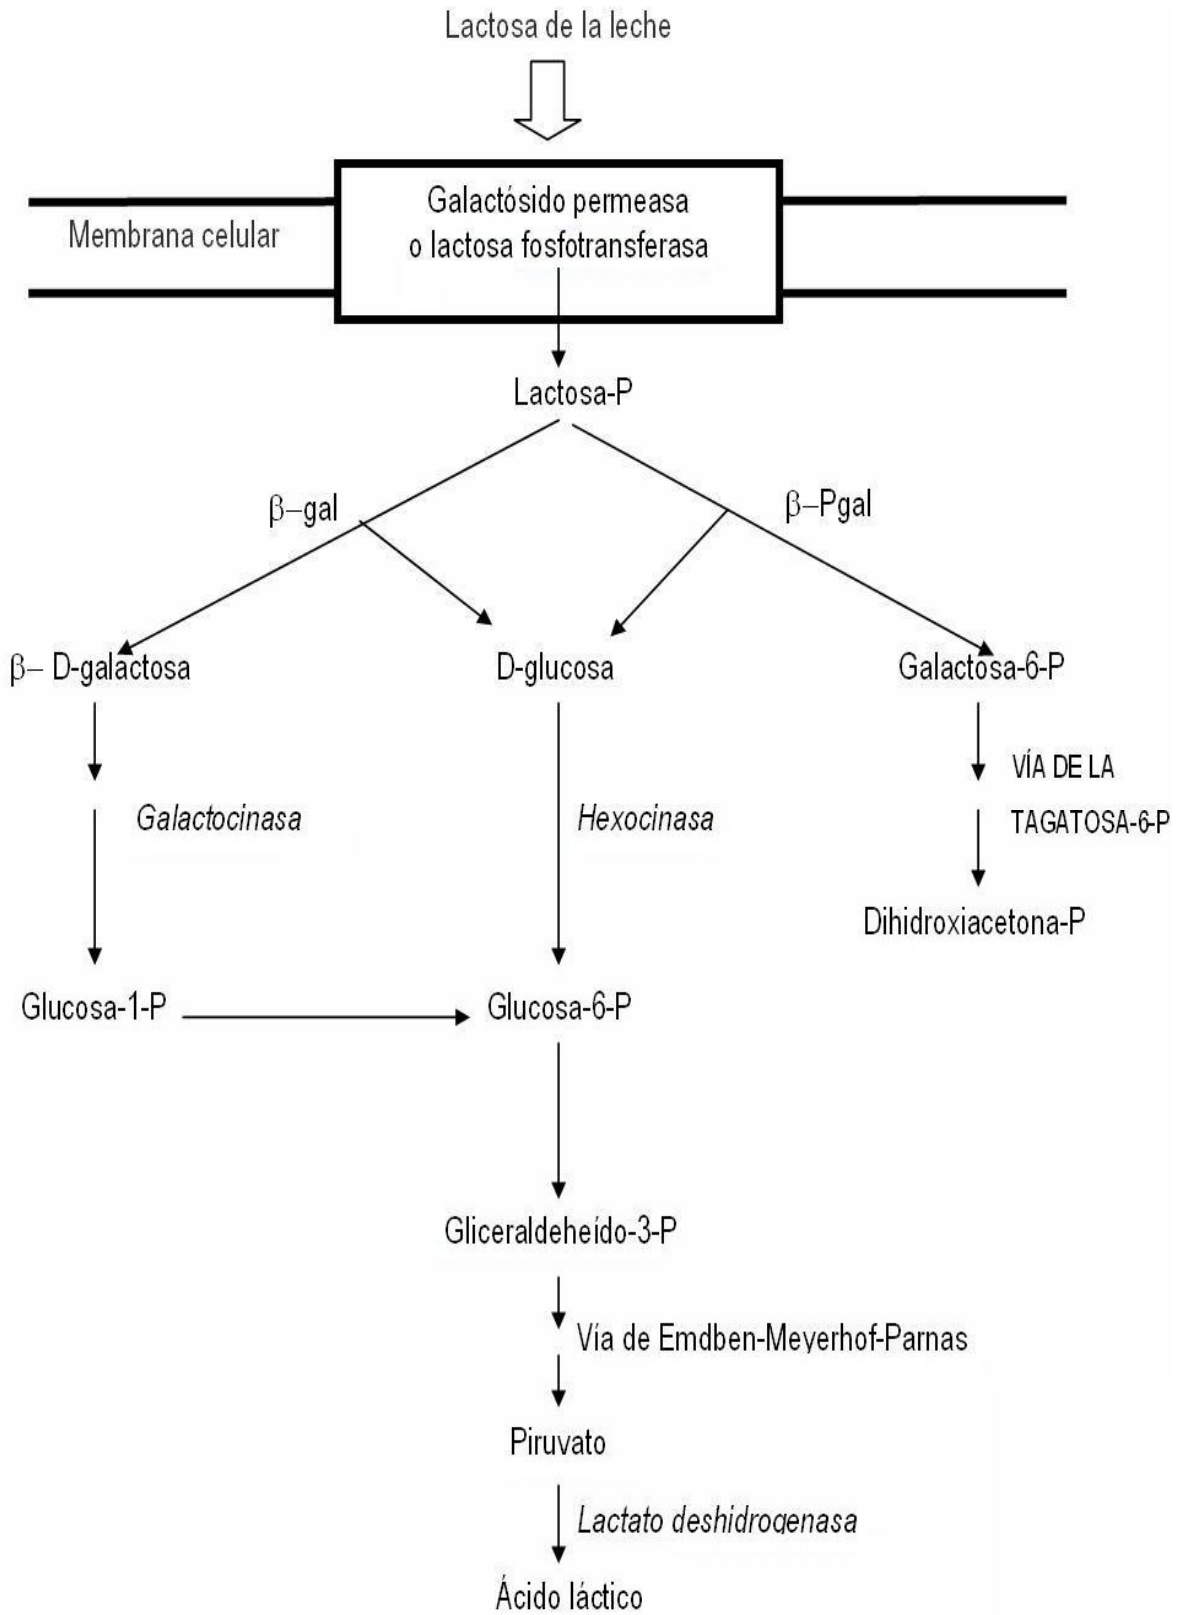 Lactosa de la leche
Galactósido permeasa
o lactosa fosfotransferasa
Membrana celular
Lactosa-P
β–gal
β–Pgal
β– D-galactosa
D-glucosa
Galactosa-6-P
VÍA DE LA
TAGATOSA-6-P
Galactocinasa
Hexocinasa
Dihidroxiacetona-P
Glucosa-1-P
Glucosa-6-P
Gliceraldeheído-3-P
Vía de Emdben-Meyerhof-Parnas
Piruvato
Lactato deshidrogenasa
Ácido láctico